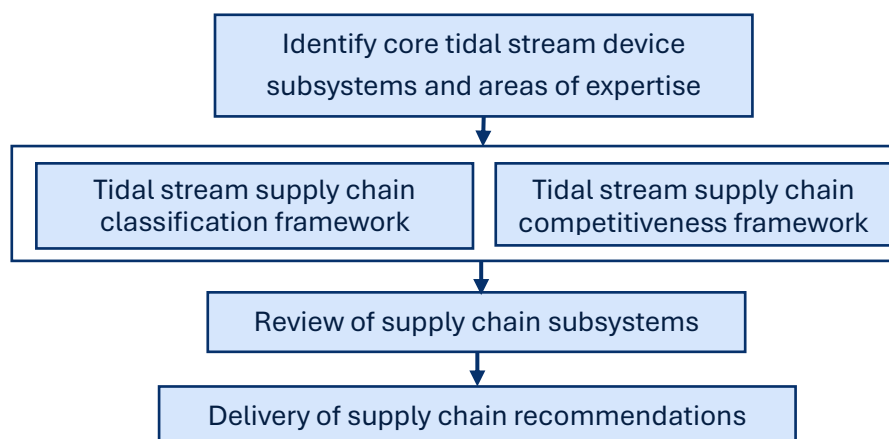 Identify core tidal stream device
subsystems and areas of expertise
Tidal stream supply chain
classification framework
Tidal stream supply chain
competitiveness framework
Review of supply chain subsystems
Delivery of supply chain recommendations